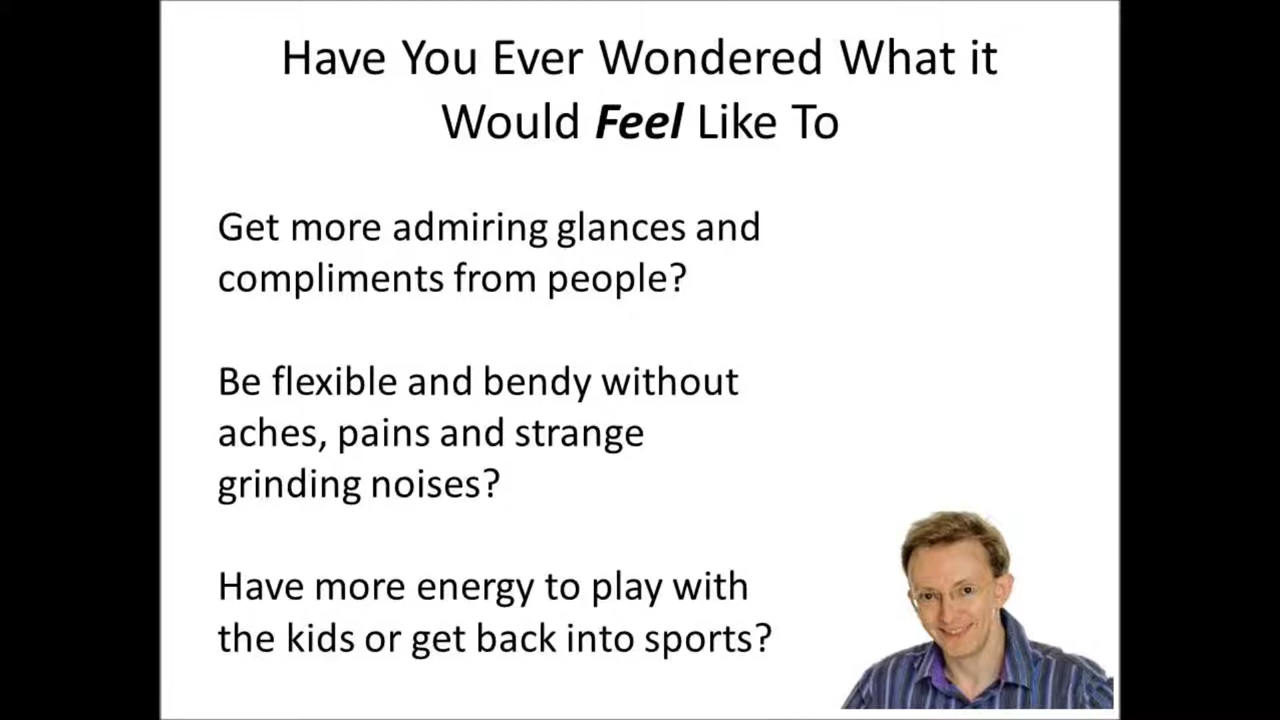 Have You Ever Wondered What it
Would Feel Like To
Get more admiring glances and
compliments from people?
Be flexible and bendy without
aches, pains and strange
grinding noises?
Have more energy to play with
the kids or get back into sports?